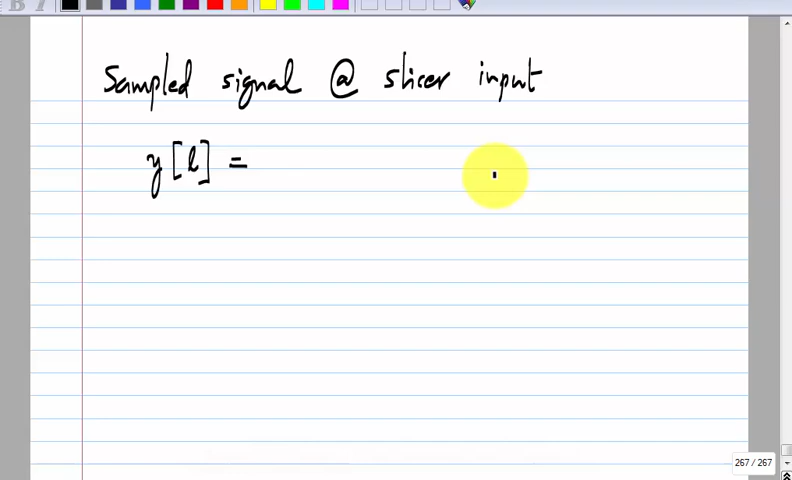 B I
Sampled signal @ slicer input
y[l] =
267 / 267